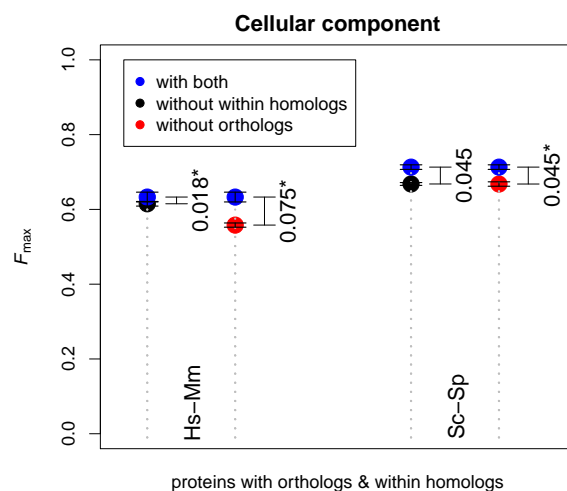 Cellular component
1.0
with both
without within homologs
without orthologs
0.8
0.6
0.4
0.2
0.0
F_max
0.018*
0.075*
0.045
0.045*
Hs−Mm
Sc−Sp
proteins with orthologs & within homologs